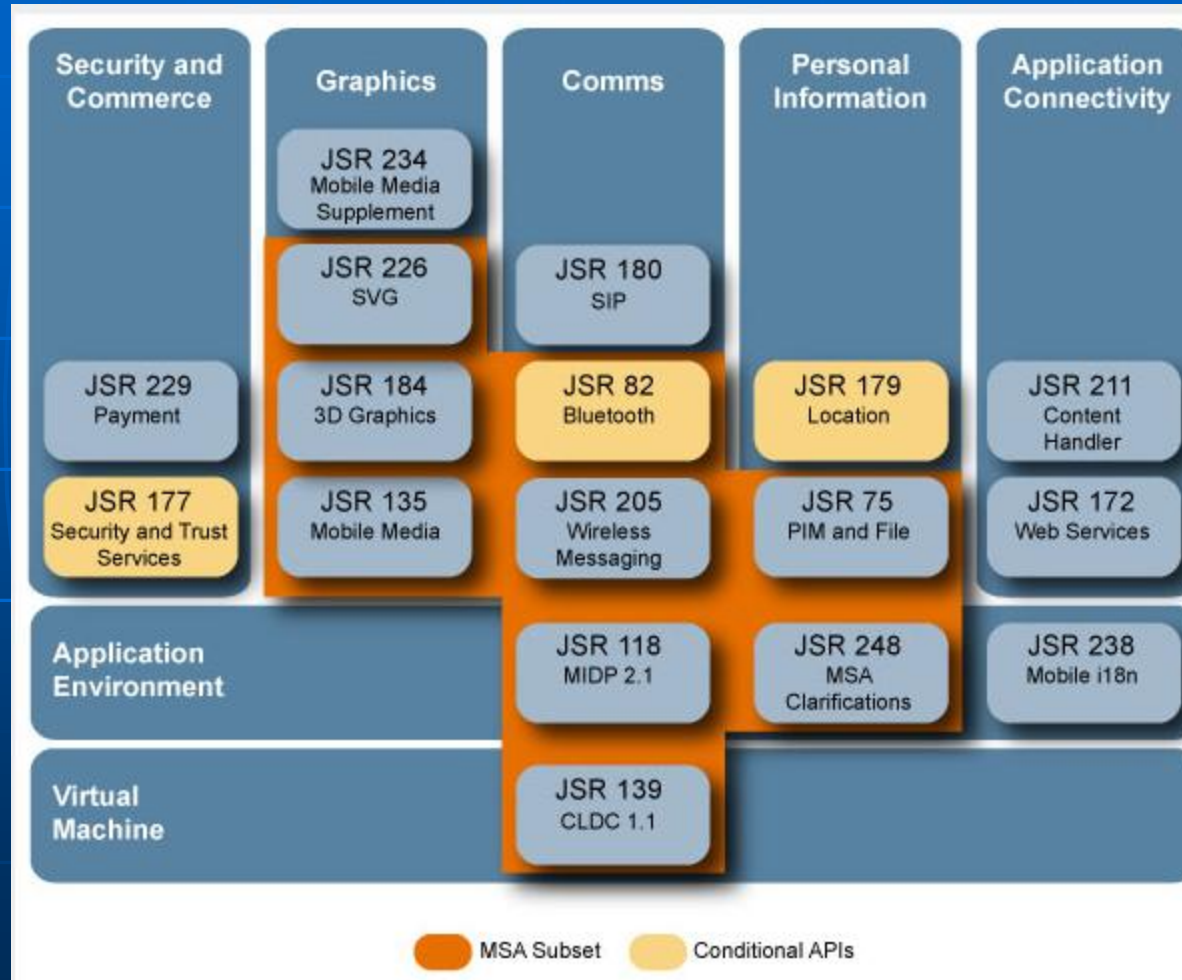 Security and
Commerce
Graphics
Comms
Personal
Information
Application
Connectivity
JSR 234
Mobile Media
Supplement
JSR 226
SVG
JSR 180
SIP
JSR 229
Payment
JSR 184
3D Graphics
JSR 82
Bluetooth
JSR 179
Location
JSR 211
Content
Handler
JSR 177
Security and Trust
Services
JSR 135
Mobile Media
JSR 205
Wireless
Messaging
JSR 75
PIM and File
JSR 172
Web Services
Application
Environment
JSR 118
MIDP 2.1
JSR 248
MSA
Clarifications
JSR 238
Mobile i18n
Virtual
Machine
JSR 139
CLDC 1.1
MSA Subset
Conditional APIs